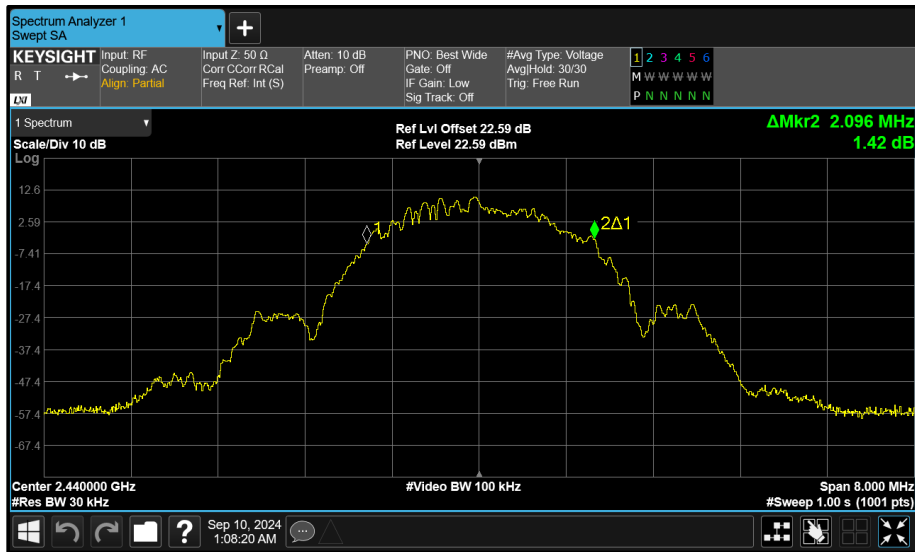 Spectrum Analyzer 1
Swept SA
+
KEYSIGHT
R T
LXI
Input: RF
Coupling: AC
Align: Partial
Input Z: 50 Ω
Corr CCorr RCal
Freq Ref: Int (S)
Atten: 10 dB
Preamp: Off
PNO: Best Wide
Gate: Off
IF Gain: Low
Sig Track: Off
#Avg Type: Voltage
Avg|Hold: 30/30
Trig: Free Run
1 2 3 4 5 6
M W W W W W
P N N N N N
1 Spectrum
Scale/Div 10 dB
Ref Lvl Offset 22.59 dB
Ref Level 22.59 dBm
ΔMkr2 2.096 MHz
1.42 dB
Log
12.6
2.59
-7.41
-17.4
-27.4
-37.4
-47.4
-57.4
-67.4
1
2Δ1
Center 2.440000 GHz
#Res BW 30 kHz
#Video BW 100 kHz
Span 8.000 MHz
#Sweep 1.00 s (1001 pts)
?
Sep 10, 2024
1:08:20 AM